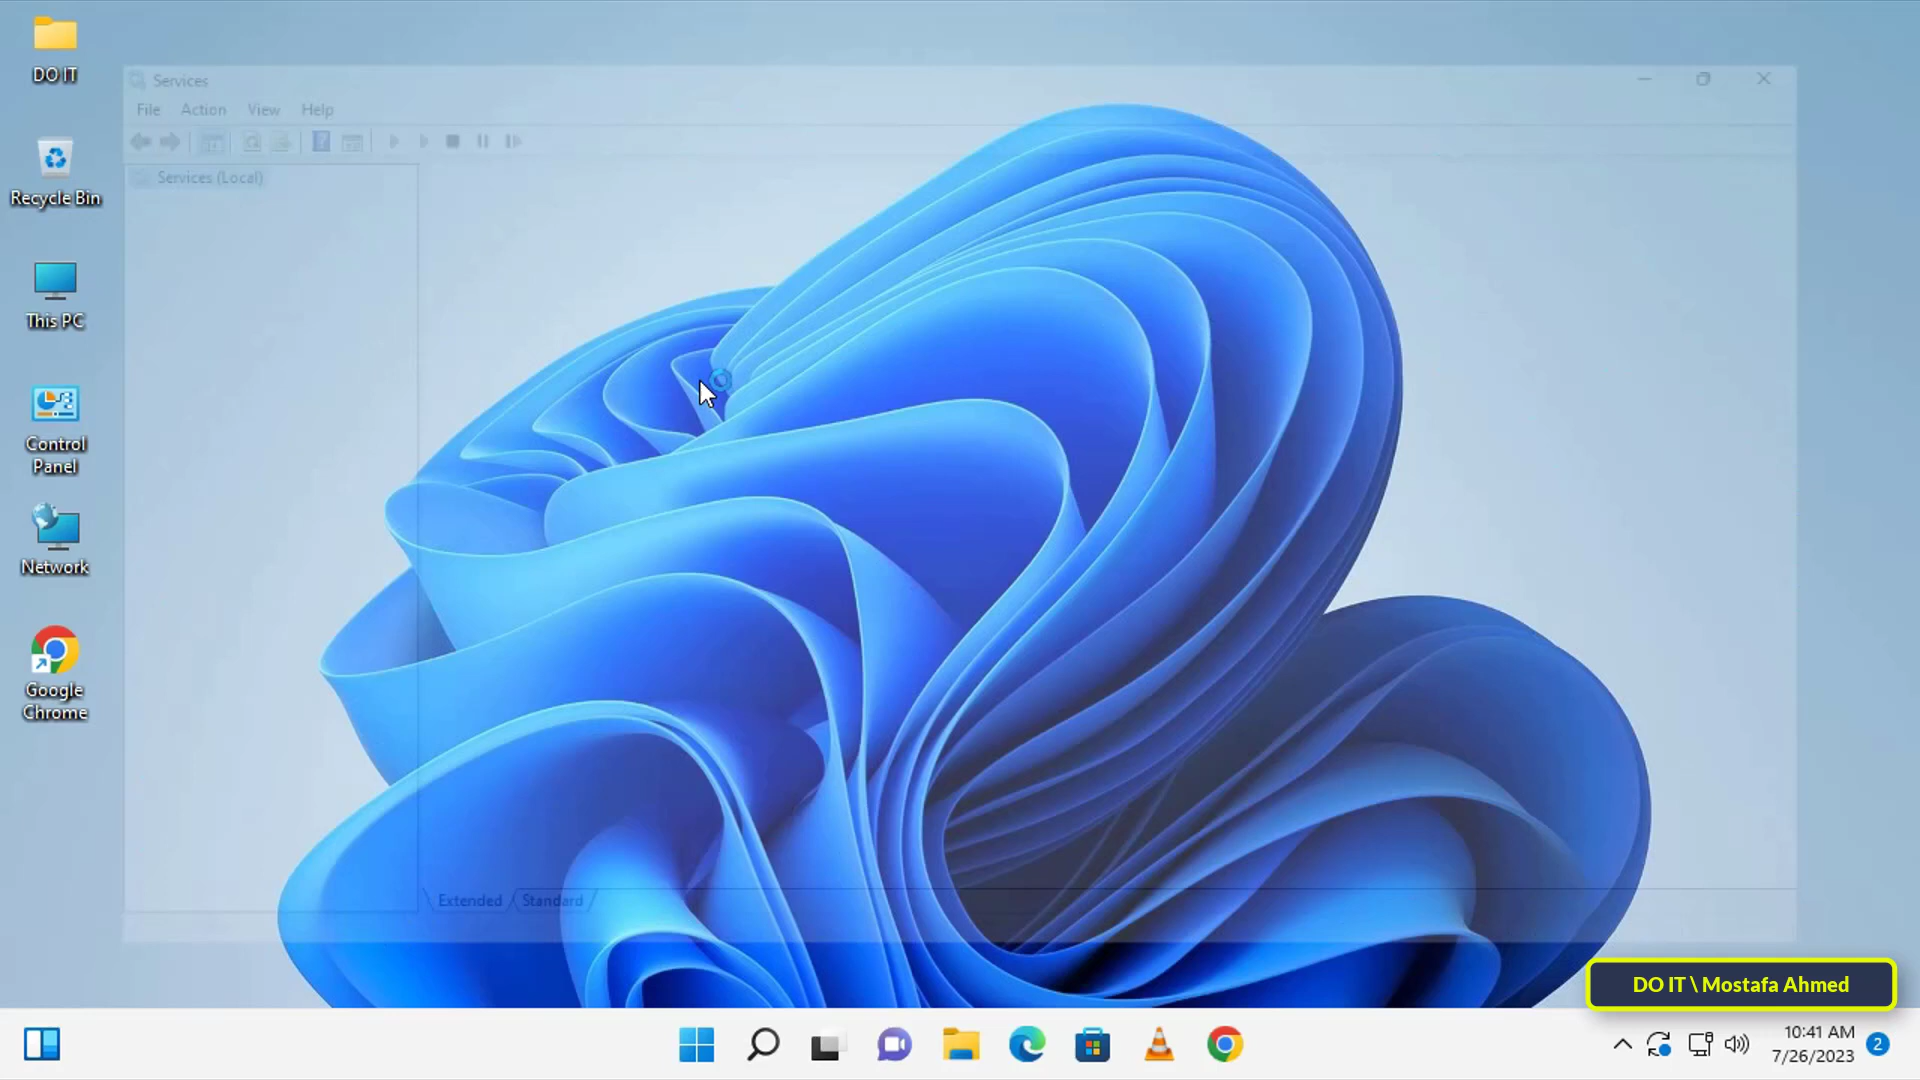 DO IT
Recycle Bin
This PC
Control
Panel
Network
Google
Chrome
Services
File Action View Help
Services (Local)
Extended Standard
DO IT \ Mostafa Ahmed
10:41 AM
7/26/2023
2